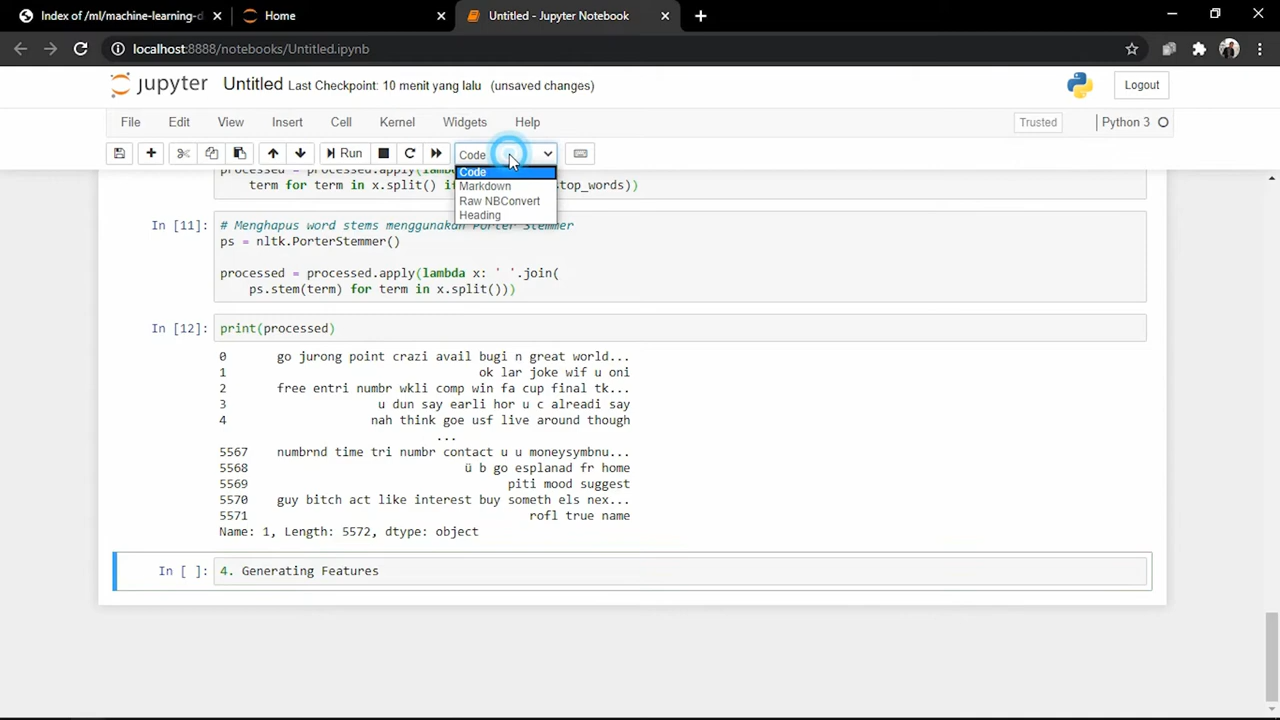 Index of /ml/machine-learning-d
Home
Untitled - Jupyter Notebook
localhost:8888/notebooks/Untitled.ipynb
jupyter Untitled Last Checkpoint: 10 menit yang lalu (unsaved changes)
Logout
File Edit View Insert Cell Kernel Widgets Help
Trusted
Python 3
Run
Code
Code
Markdown
Raw NBConvert
Heading
processed = processed.apply(
term for term in x.split() i top_words))
In [11]: # Menghapus word stems menggunakan Porter Stemmer
ps = nltk.PorterStemmer()
processed = processed.apply(lambda x: ' '.join(
ps.stem(term) for term in x.split()))
In [12]: print(processed)
0 go jurong point crazi avail bugi n great world...
1 ok lar joke wif u oni
2 free entri numbr wkli comp win fa cup final tk...
3 u dun say earli hor u c alreadi say
4 nah think goe usf live around though
...
5567 numbrnd time tri numbr contact u u moneysymbnu...
5568 ü b go esplanad fr home
5569 piti mood suggest
5570 guy bitch act like interest buy someth els nex...
5571 rofl true name
Name: 1, Length: 5572, dtype: object
In [ ]: 4. Generating Features